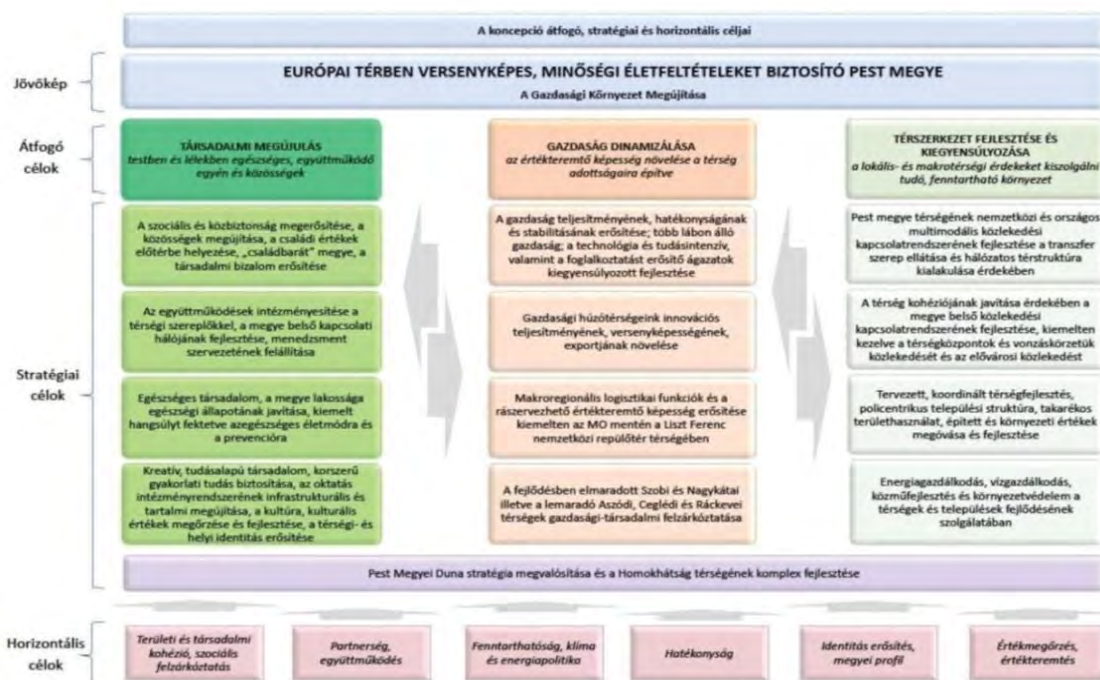 A koncepció átfogó, stratégiai és horizontális céljai
Jövőkép
EURÓPAI TÉRBEN VERSENYKÉPES, MINŐSÉGI ÉLETFELTÉTELEKET BIZTOSÍTÓ PEST MEGYE
A Gazdasági Környezet Megújítása
Átfogó
célok
TÁRSADALMI MEGÚJULÁS
testben és lélekben egészséges, együttműködő
egyén és közösségek
GAZDASÁG DINAMIZÁLÁSA
az értékteremtő képesség növelése a térség
adottságaira építve
TÉRSZERKEZET FEJLESZTÉSE ÉS
KIEGYENSÚLYOZÁSA
a lokális- és makrotérségi érdekeket kiszolgálni
tudó, fenntartható környezet
Stratégiai
célok
A szociális és közbiztonság megerősítése, a
közösségek megújítása, a családi értékek
előtérbe helyezése, „családbarát” megye, a
társadalmi bizalom erősítése
Az együttműködések intézményesítése a
térségi szereplőkkel, a megye belső kapcsolati
hálójának fejlesztése, menedzsment
szervezetének felállítása
Egészséges társadalom, a megye lakossága
egészségi állapotának javítása, kiemelt
hangsúlyt fektetve azegészséges életmódra és
a prevencióra
Kreatív, tudásalapú társadalom, korszerű
gyakorlati tudás biztosítása, az oktatás
intézményrendszerének infrastrukturális és
tartalmi megújítása, a kultúra, kulturális
értékek megőrzése és fejlesztése, a térségi- és
helyi identitás erősítése
A gazdaság teljesítményének, hatékonyságának
és stabilitásának erősítése; több lábon álló
gazdaság; a technológia és tudásintenzív,
valamint a foglalkoztatást erősítő ágazatok
kiegyensúlyozott fejlesztése
Gazdasági húzótérségeink innovációs
teljesítményének, versenyképességének,
exportjának növelése
Makroregionális logisztikai funkciók és a
rászervezhető értékteremtő képesség erősítése
kiemelten az MO mentén a Liszt Ferenc
nemzetközi repülőtér térségében
A fejlődésben elmaradott Szobi és Nagykátai
illetve a lemaradó Aszódi, Ceglédi és Ráckevei
térségek gazdasági-társadalmi felzárkóztatása
Pest megye térségének nemzetközi és országos
multimodális közlekedési
kapcsolatrendszerének fejlesztése a transzfer
szerep ellátása és hálózatos térstruktúra
kialakulása érdekében
A térség kohéziójának javítása érdekében a
megye belső közlekedési
kapcsolatrendszerének fejlesztése, kiemelten
kezelve a térségközpontok és vonzáskörzetük
közlekedését és az elővárosi közlekedést
Tervezett, koordinált térségfejlesztés,
policentrikus települési struktúra, takarékos
területhasználat, épített és környezeti értékek
megóvása és fejlesztése
Energiagazdálkodás, vízgazdálkodás,
közműfejlesztés és környezetvédelem a
térségek és települések fejlődésének
szolgálatában
Pest Megyei Duna stratégia megvalósítása és a Homokhátság térségének komplex fejlesztése
Horizontális
célok
Területi és társadalmi
kohézió, szociális
felzárkóztatás
Partnerség,
együttműködés
Fenntarthatóság, klíma
és energiapolitika
Hatékonyság
Identitás erősítés,
megyei profil
Értékmegőrzés,
értékteremtés